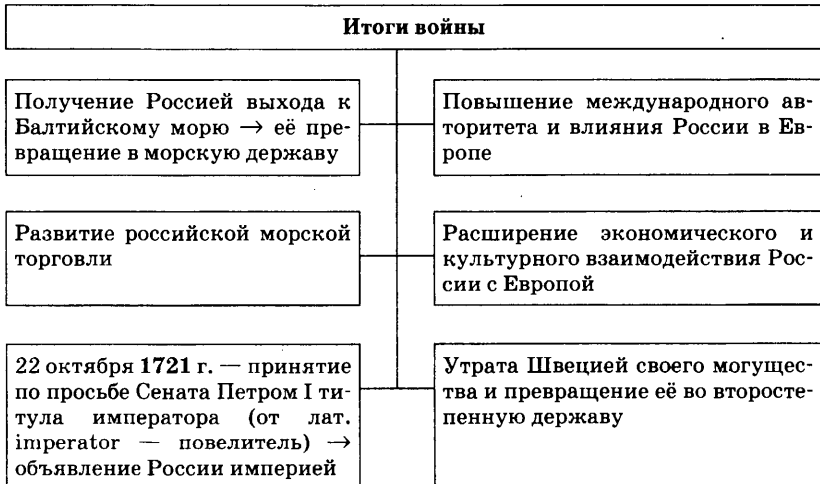 Итоги войны
Получение Россией выхода к
Балтийскому морю → её пре-
вращение в морскую державу
Повышение международного ав-
торитета и влияния России в Ев-
ропе
Развитие российской морской
торговли
Расширение экономического и
культурного взаимодействия Рос-
сии с Европой
22 октября 1721 г. — принятие
по просьбе Сената Петром I ти-
тула императора (от лат.
imperator — повелитель) →
объявление России империей
Утрата Швецией своего могущес-
тва и превращение её во второсте-
пенную державу